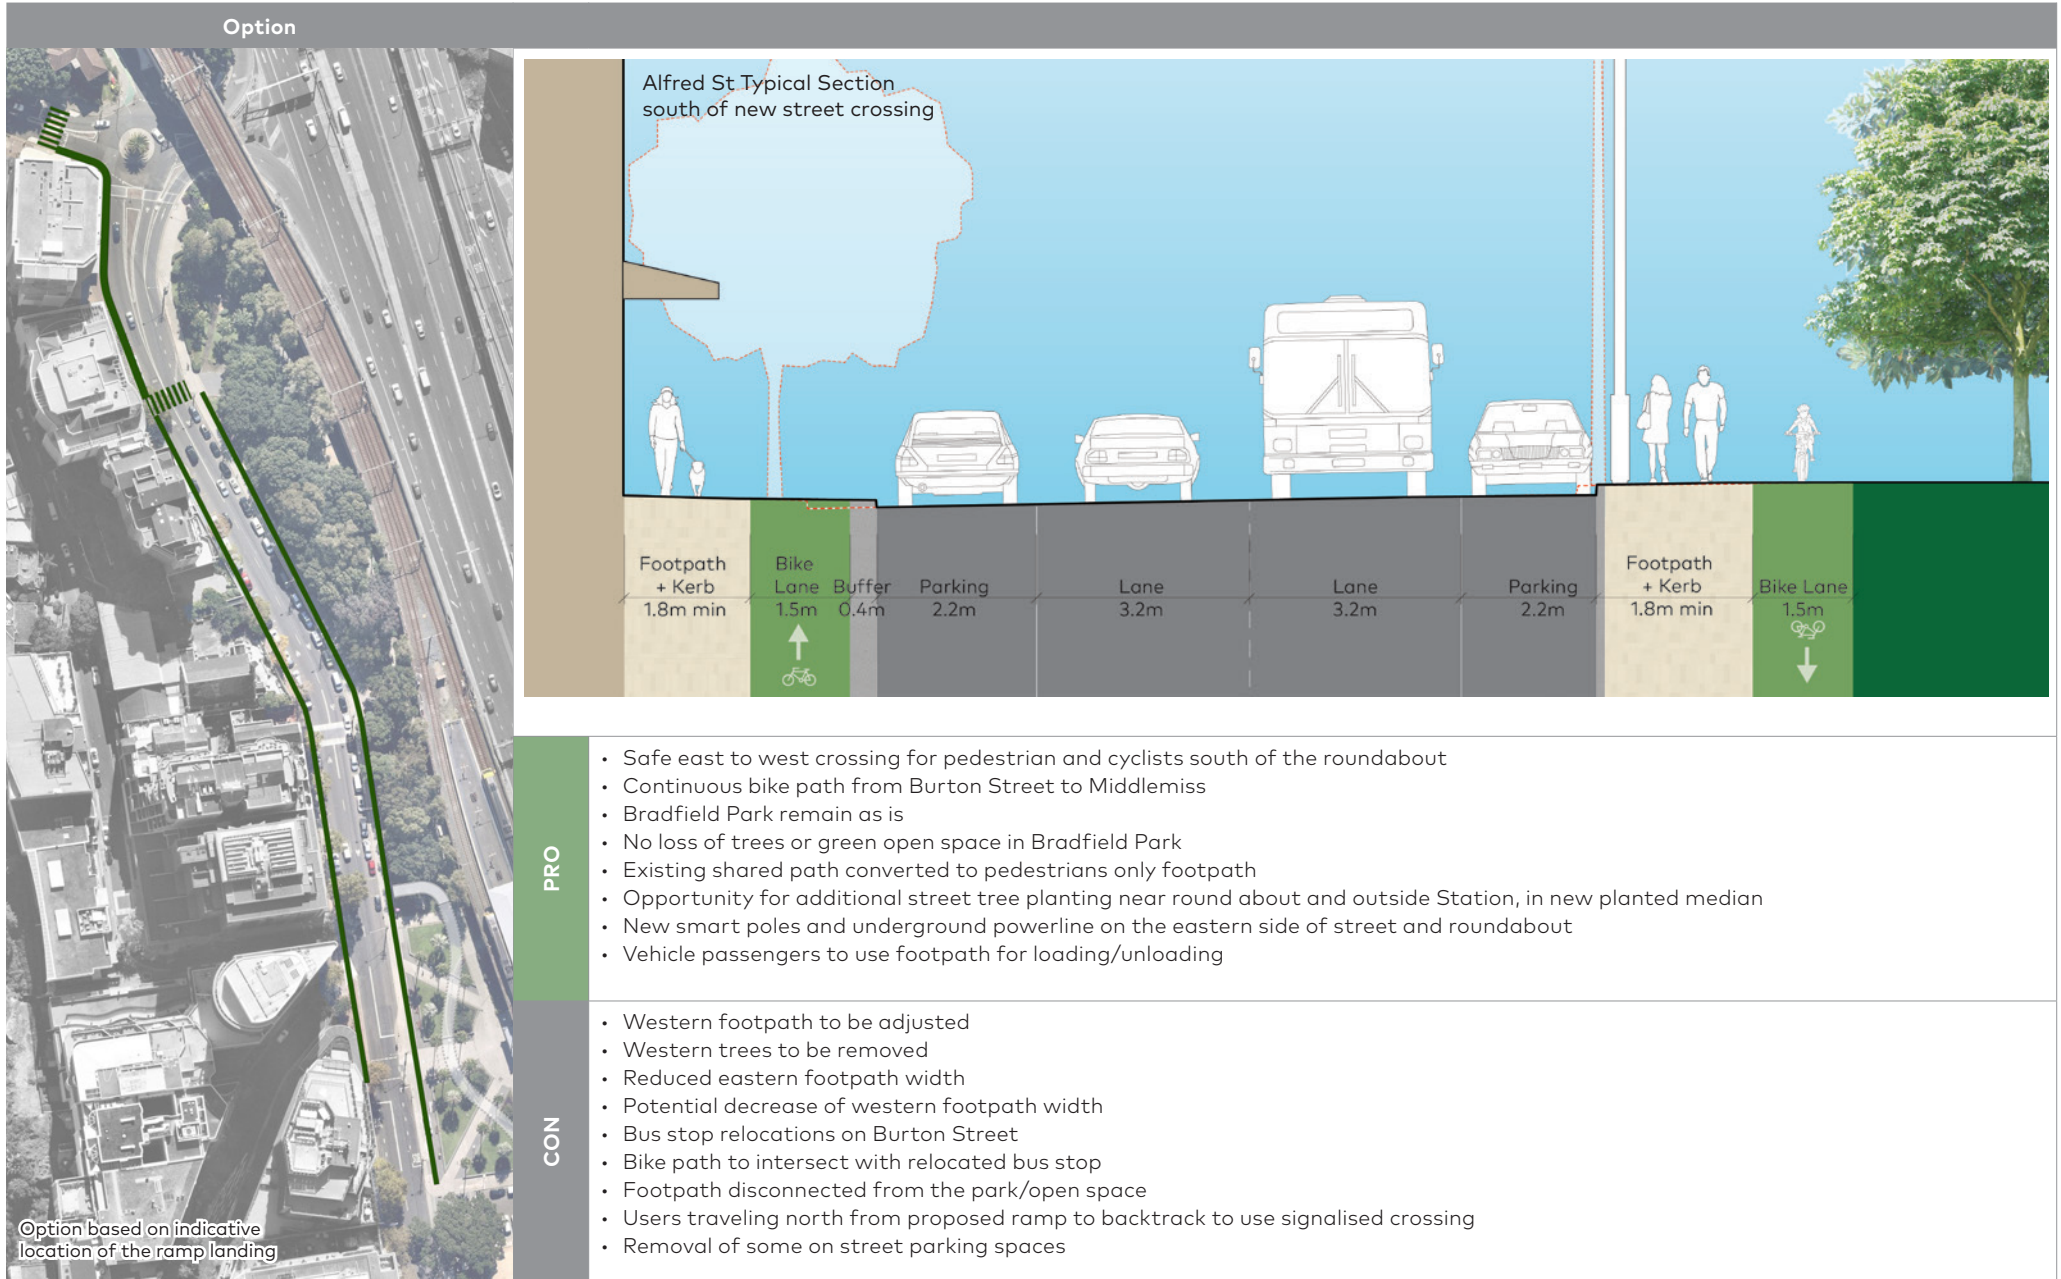 Option
Alfred St Typical Section
south of new street crossing
Footpath
+ Kerb
1.8m min
Bike
Lane
1.5m
Buffer
0.4m
Parking
2.2m
Lane
3.2m
Lane
3.2m
Parking
2.2m
Footpath
+ Kerb
1.8m min
Bike Lane
1.5m
Option based on indicative
location of the ramp landing
PRO
• Safe east to west crossing for pedestrian and cyclists south of the roundabout
• Continuous bike path from Burton Street to Middlemiss
• Bradfield Park remain as is
• No loss of trees or green open space in Bradfield Park
• Existing shared path converted to pedestrians only footpath
• Opportunity for additional street tree planting near round about and outside Station, in new planted median
• New smart poles and underground powerline on the eastern side of street and roundabout
• Vehicle passengers to use footpath for loading/unloading
CON
• Western footpath to be adjusted
• Western trees to be removed
• Reduced eastern footpath width
• Potential decrease of western footpath width
• Bus stop relocations on Burton Street
• Bike path to intersect with relocated bus stop
• Footpath disconnected from the park/open space
• Users traveling north from proposed ramp to backtrack to use signalised crossing
• Removal of some on street parking spaces